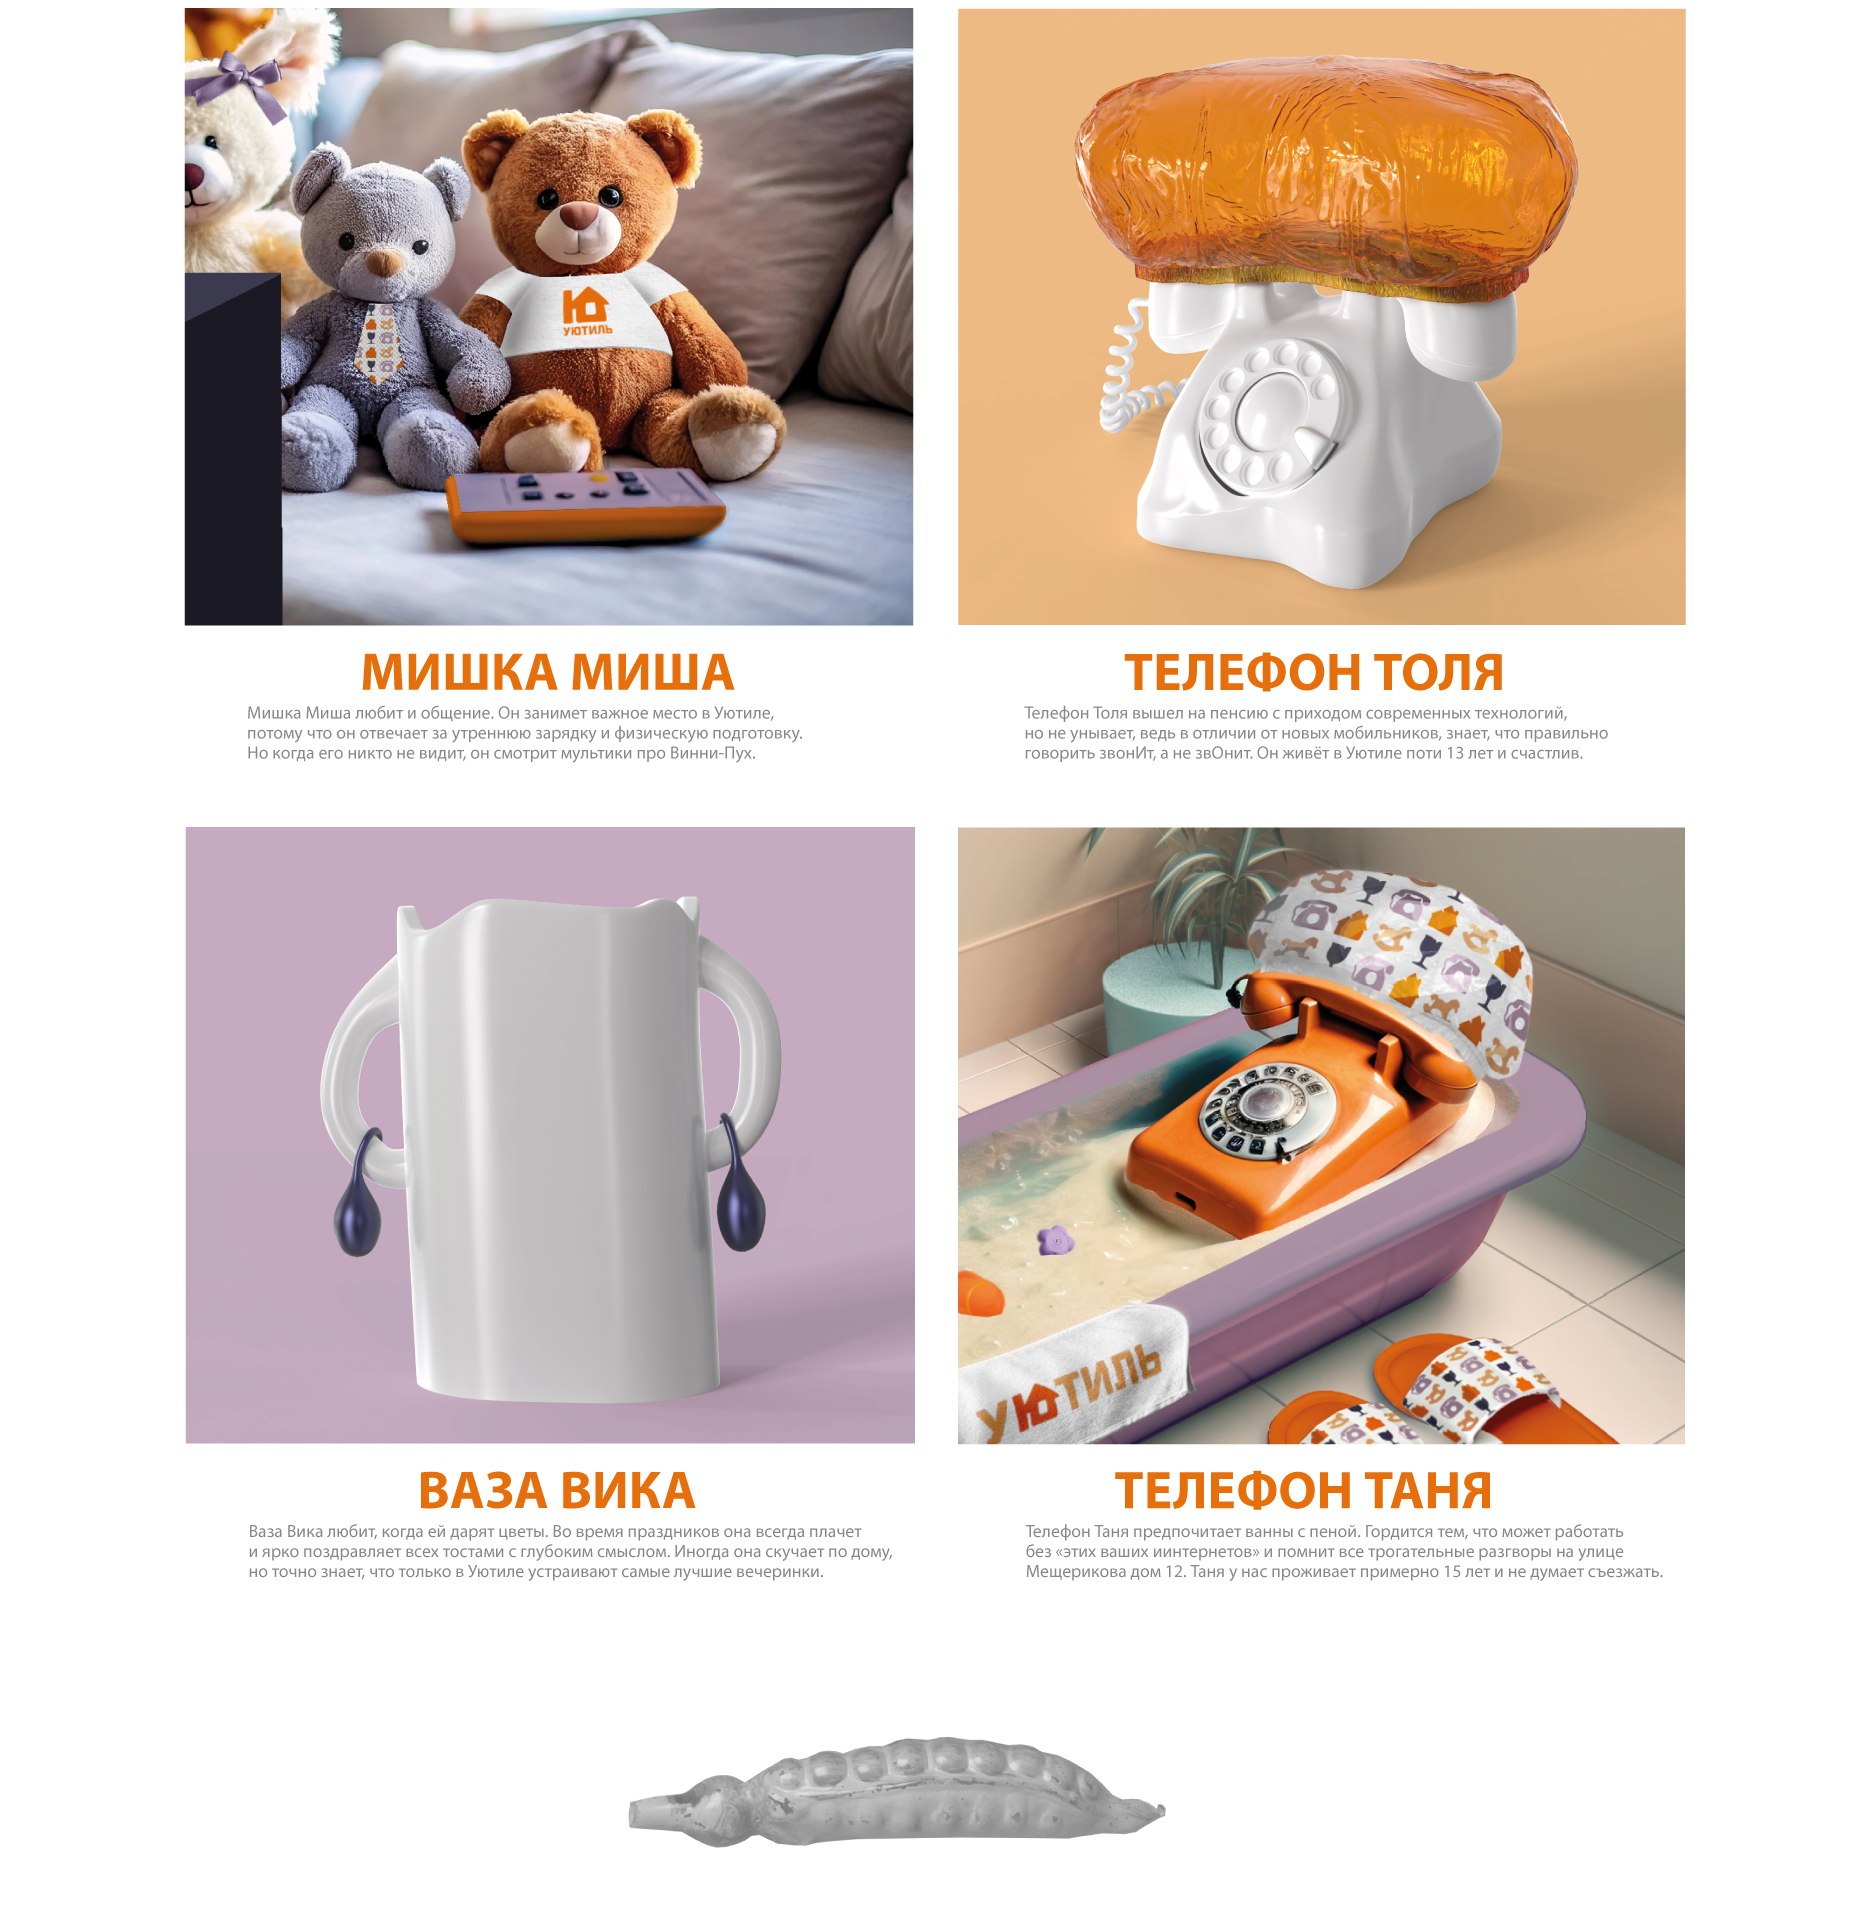 УЮТИЛЬ
МИШКА МИША
Мишка Миша любит и общение. Он занимет важное место в Уютиле,
потому что он отвечает за утреннюю зарядку и физическую подготовку.
Но когда его никто не видит, он смотрит мультики про Винни-Пух.
ТЕЛЕФОН ТОЛЯ
Телефон Толя вышел на пенсию с приходом современных технологий,
но не унывает, ведь в отличии от новых мобильников, знает, что правильно
говорить звонИт, а не звОнит. Он живёт в Уютиле поти 13 лет и счастлив.
УЮТИЛЬ
ВАЗА ВИКА
Ваза Вика любит, когда ей дарят цветы. Во время праздников она всегда плачет
и ярко поздравляет всех тостами с глубоким смыслом. Иногда она скучает по дому,
но точно знает, что только в Уютиле устраивают самые лучшие вечеринки.
ТЕЛЕФОН ТАНЯ
Телефон Таня предпочитает ванны с пеной. Гордится тем, что может работать
без «этих ваших иинтернетов» и помнит все трогательные разгворы на улице
Мещерикова дом 12. Таня у нас проживает примерно 15 лет и не думает съезжать.